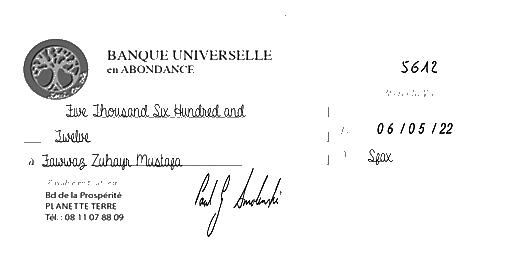 BANQUE UNIVERSELLE
en ABONDANCE
5612
Five Thousand Six Hundred and
Twelve
06/05/22
à Fawwaz Zuhayr Mustafa
Sfax
Bd de la Prospérité
PLANETTE TERRE
Tél. : 08 11 07 88 09
Paul J Smolenski